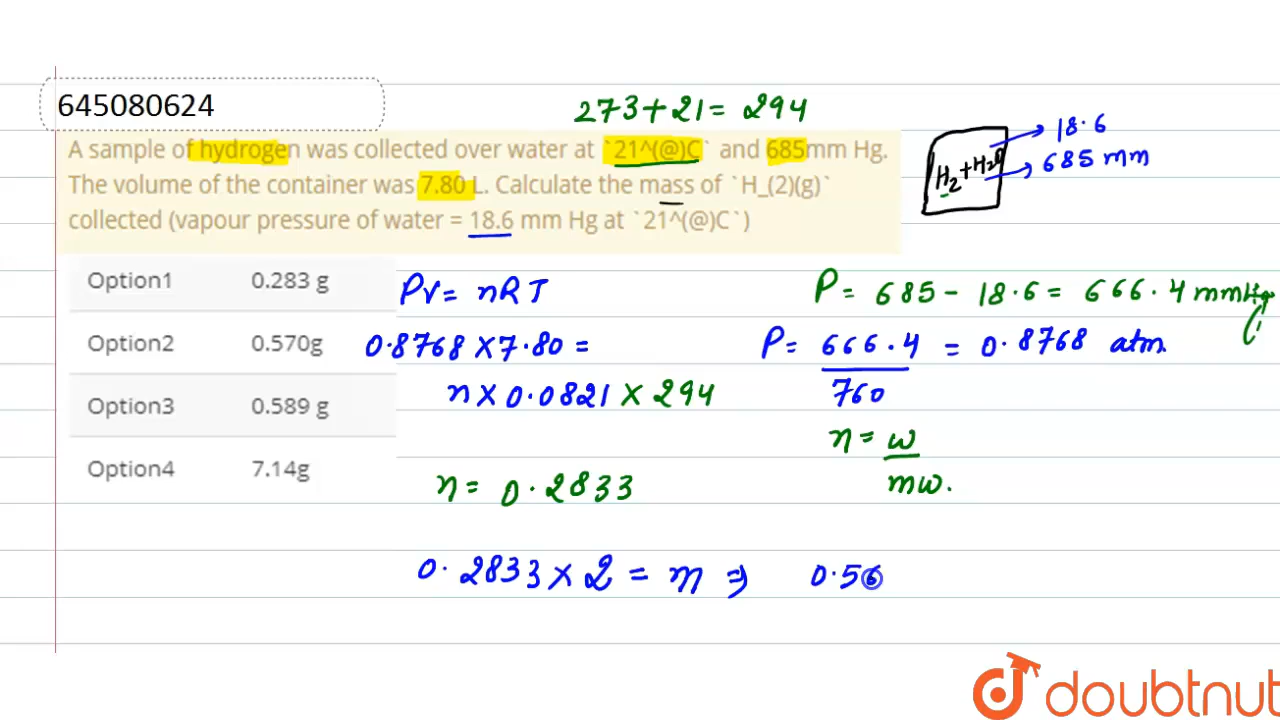 645080624
273+21= 294
A sample of hydrogen was collected over water at `21^(@)C` and 685mm Hg.
The volume of the container was 7.80 L. Calculate the mass of `H_(2)(g)`
collected (vapour pressure of water = 18.6 mm Hg at `21^(@)C`)
H2+H2O
18.6
685 mm
Option1 0.283 g
Option2 0.570g
Option3 0.589 g
Option4 7.14g
PV= nRT
0.8768×7.80=
n×0.0821×294
n= 0.2833
P= 685-18.6= 666.4 mmHg
P= 666.4/760 = 0.8768 atm.
n= w/mw.
0.2833×2=m⇒ 0.56
doubtnut